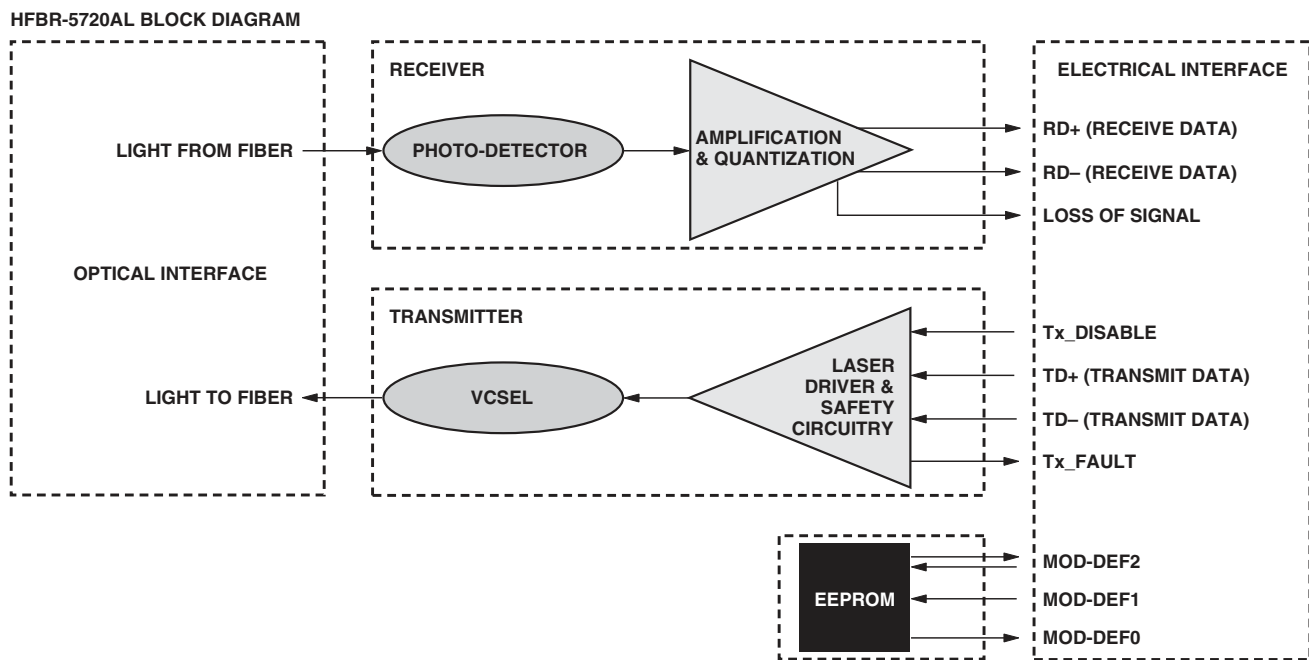 HFBR-5720AL BLOCK DIAGRAM
RECEIVER
ELECTRICAL INTERFACE
LIGHT FROM FIBER
PHOTO-DETECTOR
AMPLIFICATION
& QUANTIZATION
RD+ (RECEIVE DATA)
RD– (RECEIVE DATA)
LOSS OF SIGNAL
OPTICAL INTERFACE
TRANSMITTER
LIGHT TO FIBER
VCSEL
LASER
DRIVER &
SAFETY
CIRCUITRY
Tx_DISABLE
TD+ (TRANSMIT DATA)
TD– (TRANSMIT DATA)
Tx_FAULT
EEPROM
MOD-DEF2
MOD-DEF1
MOD-DEF0